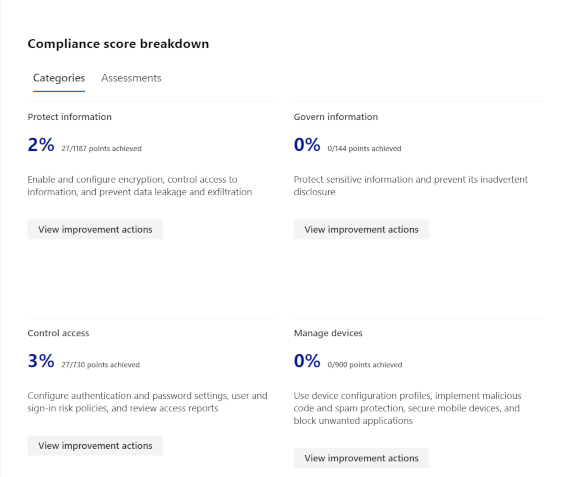 Compliance score breakdown
Categories
Assessments
Protect information
2% 27/1187 points achieved
Enable and configure encryption, control access to
information, and prevent data leakage and exfiltration
View improvement actions
Govern information
0% 0/144 points achieved
Protect sensitive information and prevent its inadvertent
disclosure
View improvement actions
Control access
3% 27/730 points achieved
Configure authentication and password settings, user and
sign-in risk policies, and review access reports
View improvement actions
Manage devices
0% 0/900 points achieved
Use device configuration profiles, implement malicious
code and spam protection, secure mobile devices, and
block unwanted applications
View improvement actions